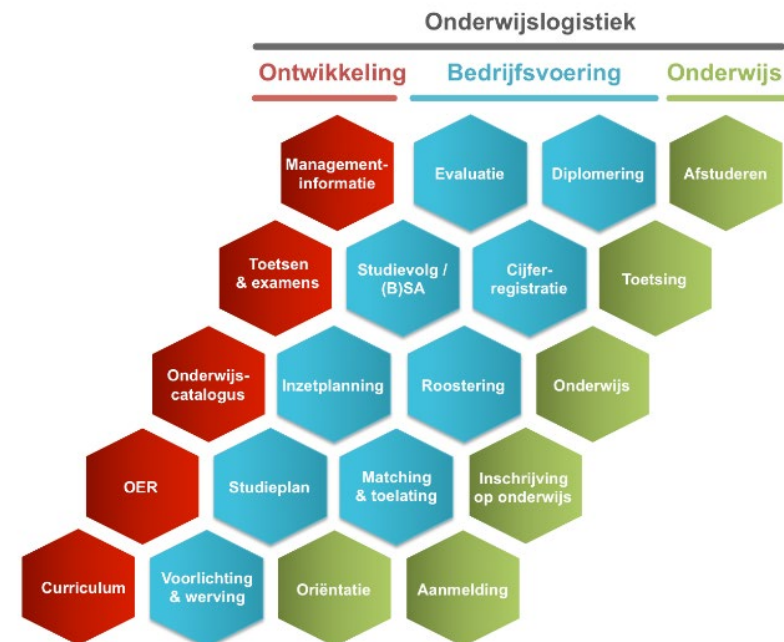 Onderwijslogistiek
Ontwikkeling
Bedrijfsvoering
Onderwijs
Management-
informatie
Evaluatie
Diplomering
Afstuderen
Toetsen
& examens
Studievolg /
(B)SA
Cijfer-
registratie
Toetsing
Onderwijs-
catalogus
Inzetplanning
Roostering
Onderwijs
OER
Studieplan
Matching
& toelating
Inschrijving
op onderwijs
Curriculum
Voorlichting
& werving
Oriëntatie
Aanmelding